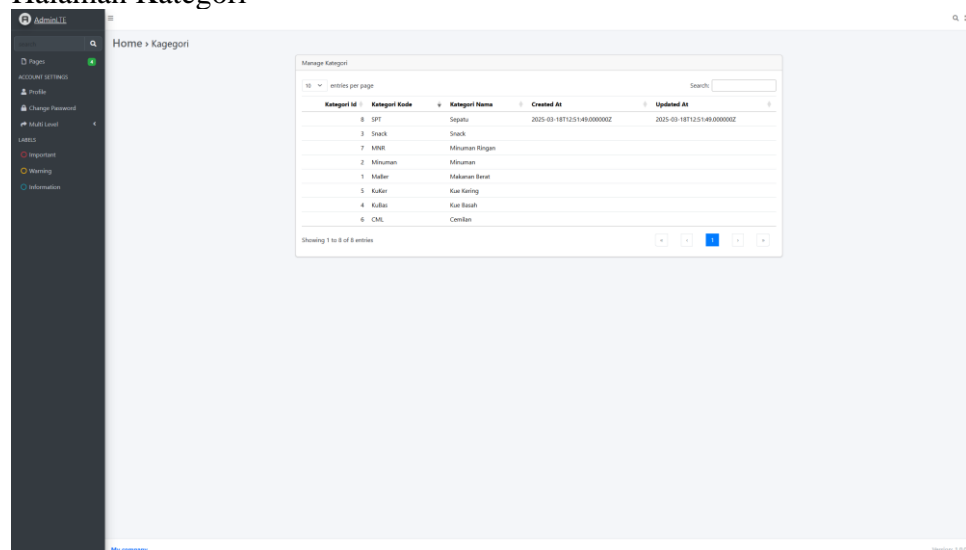 Halaman Kategori
AdminLTE
Home › Kagegori
Pages 4
ACCOUNT SETTINGS
Profile
Change Password
Multi Level
LABELS
Important
Warning
Information
Manage Kategori
10 entries per page Search:
Kategori Id Kategori Kode Kategori Nama Created At Updated At
8 SPT Sepatu 2025-03-18T12:51:49.000000Z 2025-03-18T12:51:49.000000Z
3 Snack Snack
7 MNR Minuman Ringan
2 Minuman Minuman
1 MaBer Makanan Berat
5 KuKer Kue Kering
4 KuBas Kue Basah
6 CML Cemilan
Showing 1 to 8 of 8 entries « ‹ 1 › »
My company